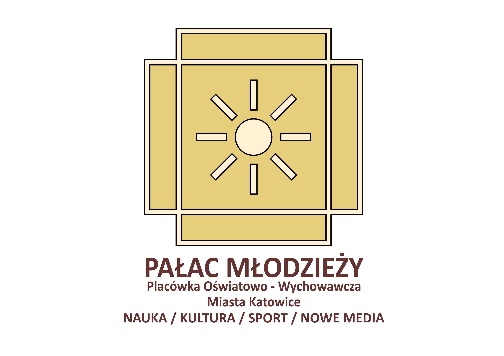 PAŁAC MŁODZIEŻY
Placówka Oświatowo - Wychowawcza
Miasta Katowice
NAUKA / KULTURA / SPORT / NOWE MEDIA